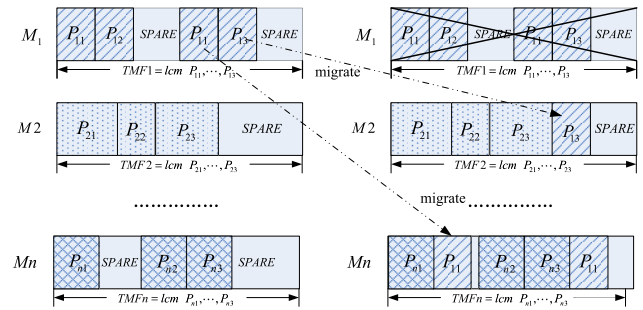 M1 P11 P12 SPARE P11 P13 SPARE
TMF1 = lcm P11,⋯,P13
M1 P11 P12 SPARE P11 P13 SPARE
TMF1 = lcm P11,⋯,P13
migrate
M2 P21 P22 P23 SPARE
TMF2 = lcm P21,⋯,P23
M2 P21 P22 P23 P13 SPARE
TMF2 = lcm P21,⋯,P23
migrate
Mn Pn1 SPARE Pn2 Pn3 SPARE
TMFn = lcm Pn1,⋯,Pn3
Mn Pn1 P11 Pn2 Pn3 P11
TMFn = lcm Pn1,⋯,Pn3